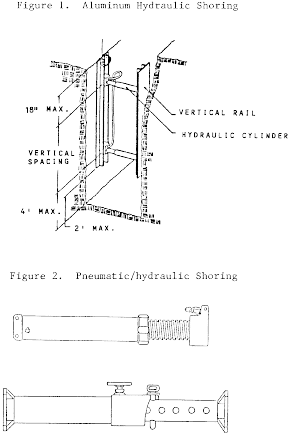 Figure 1. Aluminum Hydraulic Shoring
18" MAX.
VERTICAL RAIL
HYDRAULIC CYLINDER
VERTICAL
SPACING
4' MAX.
2' MAX.
Figure 2. Pneumatic/hydraulic Shoring